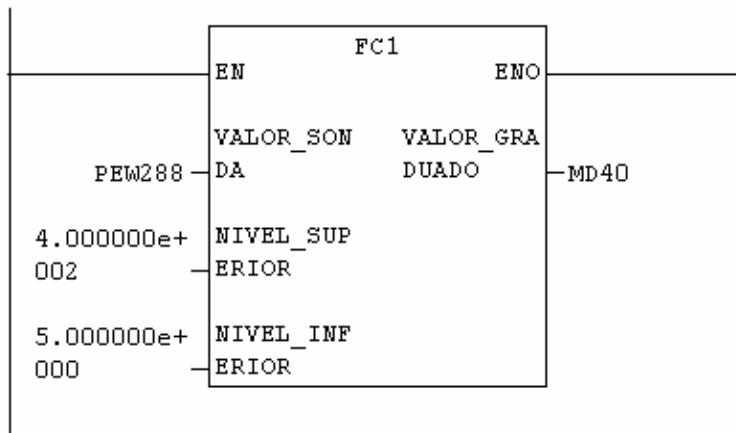 FC1
EN ENO
VALOR_SON VALOR_GRA
PEW288 DA DUADO MD40
4.000000e+ NIVEL_SUP
002 ERIOR
5.000000e+ NIVEL_INF
000 ERIOR